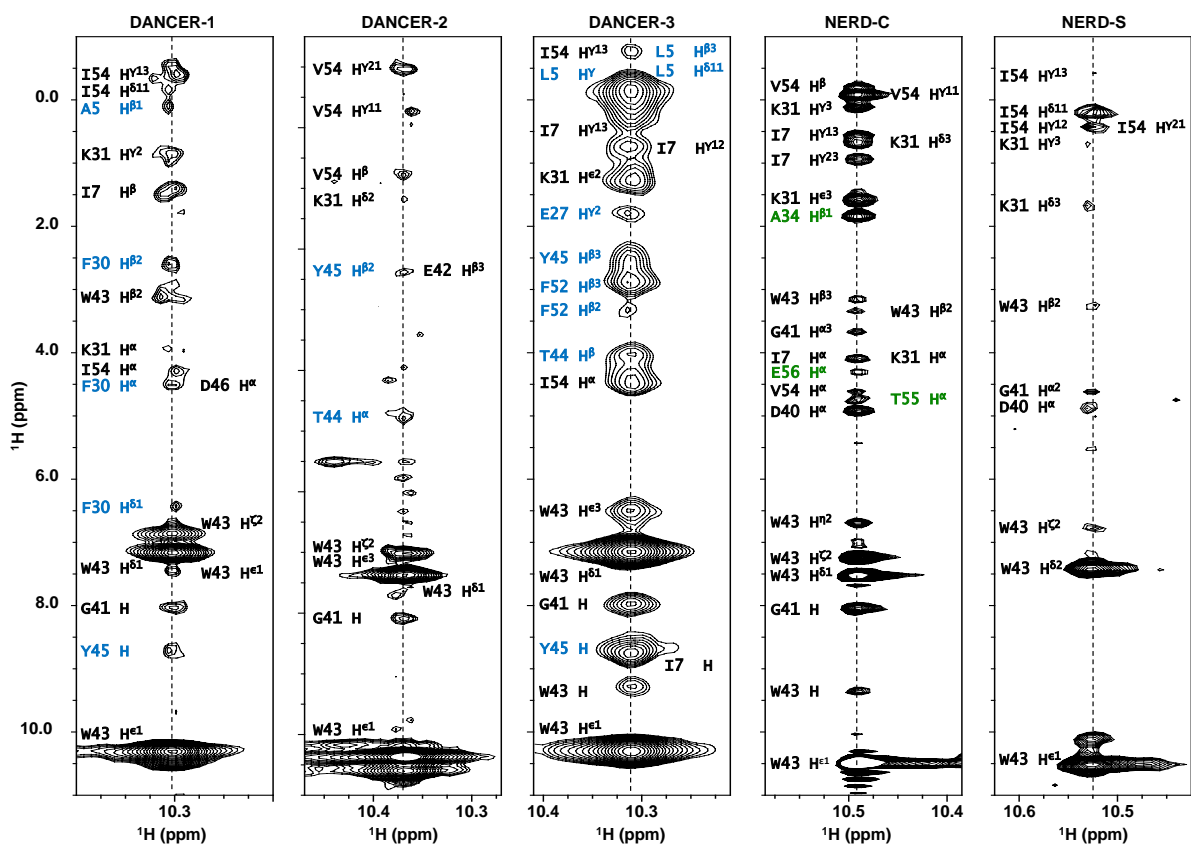 DANCER-1 DANCER-2 DANCER-3 NERD-C NERD-S
¹H (ppm)
0.0
2.0
4.0
6.0
8.0
10.0
I54 Hγ13
I54 Hδ11
A5 Hβ1
K31 Hγ2
I7 Hβ
F30 Hβ2
W43 Hβ2
K31 Hα
I54 Hα
F30 Hα D46 Hα
F30 Hδ1
W43 Hζ2
W43 Hδ1 W43 Hε1
G41 H
Y45 H
W43 Hε1
10.3
¹H (ppm)
V54 Hγ21
V54 Hγ11
V54 Hβ
K31 Hδ2
Y45 Hβ2 E42 Hβ3
T44 Hα
W43 Hζ2
W43 Hε3
W43 Hδ1
G41 H
W43 Hε1
10.4 10.3
¹H (ppm)
I54 Hγ13 L5 Hβ3
L5 Hγ L5 Hδ11
I7 Hγ13
I7 Hγ12
K31 Hε2
E27 Hγ2
Y45 Hβ3
F52 Hβ3
F52 Hβ2
T44 Hβ
I54 Hα
W43 Hε3
W43 Hδ1
G41 H
Y45 H
I7 H
W43 H
W43 Hε1
10.4 10.3
¹H (ppm)
V54 Hβ
V54 Hγ11
K31 Hγ3
I7 Hγ13
K31 Hδ3
I7 Hγ23
K31 Hε3
A34 Hβ1
W43 Hβ3
W43 Hβ2
G41 Hα3
I7 Hα K31 Hα
E56 Hα
V54 Hα
T55 Hα
D40 Hα
W43 Hη2
W43 Hζ2
W43 Hδ1
G41 H
W43 H
W43 Hε1
10.5 10.4
¹H (ppm)
I54 Hγ13
I54 Hδ11
I54 Hγ12 I54 Hγ21
K31 Hγ3
K31 Hδ3
W43 Hβ2
G41 Hα2
D40 Hα
W43 Hζ2
W43 Hδ2
W43 Hε1
10.6 10.5
¹H (ppm)